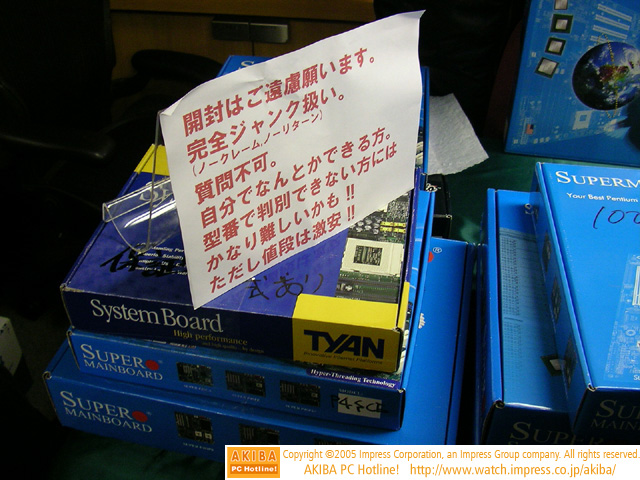 開封はご遠慮願います。
完全ジャンク扱い。
(ノークレーム,ノーリターン)
質問不可。
自分でなんとかできる方。
型番で判別できない方には
かなり難しいかも!!
ただし値段は激安!!
System Board
High performance
TYAN
Hyper-Threading Technology
SUPER
MAINBOARD
SUPER
MAINBOARD
SUPERM
Your Best Pentium
AKIBA
PC Hotline!
Copyright ©2005 Impress Corporation, an Impress Group company. All rights reserved.
AKIBA PC Hotline! http://www.watch.impress.co.jp/akiba/